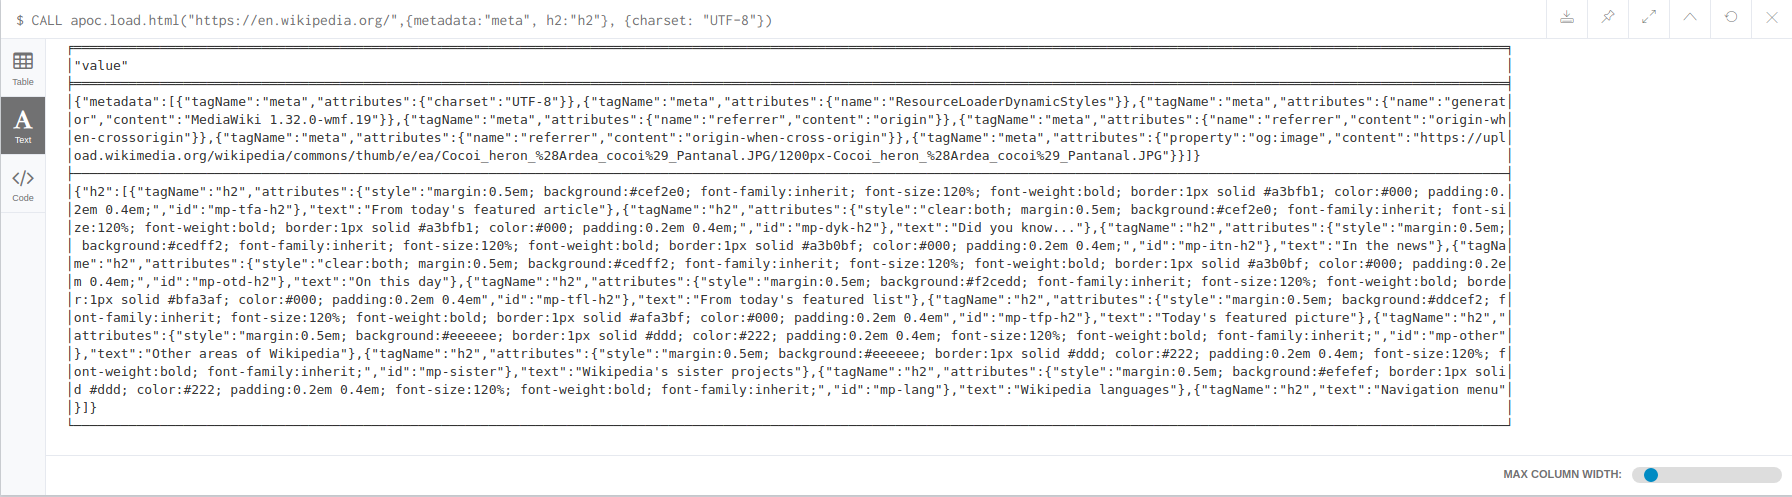 $ CALL apoc.load.html("https://en.wikipedia.org/",{metadata:"meta", h2:"h2"}, {charset: "UTF-8"})
Table
Text
Code
"value"
{"metadata":[{"tagName":"meta","attributes":{"charset":"UTF-8"}},{"tagName":"meta","attributes":{"name":"ResourceLoaderDynamicStyles"}},{"tagName":"meta","attributes":{"name":"generat
or","content":"MediaWiki 1.32.0-wmf.19"}},{"tagName":"meta","attributes":{"name":"referrer","content":"origin"}},{"tagName":"meta","attributes":{"name":"referrer","content":"origin-wh
en-crossorigin"}},{"tagName":"meta","attributes":{"name":"referrer","content":"origin-when-cross-origin"}},{"tagName":"meta","attributes":{"property":"og:image","content":"https://upl
oad.wikimedia.org/wikipedia/commons/thumb/e/ea/Cocoi_heron_%28Ardea_cocoi%29_Pantanal.JPG/1200px-Cocoi_heron_%28Ardea_cocoi%29_Pantanal.JPG"}}]}
{"h2":[{"tagName":"h2","attributes":{"style":"margin:0.5em; background:#cef2e0; font-family:inherit; font-size:120%; font-weight:bold; border:1px solid #a3bfb1; color:#000; padding:0.
2em 0.4em;","id":"mp-tfa-h2"},"text":"From today's featured article"},{"tagName":"h2","attributes":{"style":"clear:both; margin:0.5em; background:#cef2e0; font-family:inherit; font-si
ze:120%; font-weight:bold; border:1px solid #a3bfb1; color:#000; padding:0.2em 0.4em;","id":"mp-dyk-h2"},"text":"Did you know..."},{"tagName":"h2","attributes":{"style":"margin:0.5em;
background:#cedff2; font-family:inherit; font-size:120%; font-weight:bold; border:1px solid #a3b0bf; color:#000; padding:0.2em 0.4em;","id":"mp-itn-h2"},"text":"In the news"},{"tagNa
me":"h2","attributes":{"style":"clear:both; margin:0.5em; background:#cedff2; font-family:inherit; font-size:120%; font-weight:bold; border:1px solid #a3b0bf; color:#000; padding:0.2e
m 0.4em;","id":"mp-otd-h2"},"text":"On this day"},{"tagName":"h2","attributes":{"style":"margin:0.5em; background:#f2cedd; font-family:inherit; font-size:120%; font-weight:bold; borde
r:1px solid #bfa3af; color:#000; padding:0.2em 0.4em","id":"mp-tfl-h2"},"text":"From today's featured list"},{"tagName":"h2","attributes":{"style":"margin:0.5em; background:#ddcef2; f
ont-family:inherit; font-size:120%; font-weight:bold; border:1px solid #afa3bf; color:#000; padding:0.2em 0.4em","id":"mp-tfp-h2"},"text":"Today's featured picture"},{"tagName":"h2","
attributes":{"style":"margin:0.5em; background:#eeeeee; border:1px solid #ddd; color:#222; padding:0.2em 0.4em; font-size:120%; font-weight:bold; font-family:inherit;","id":"mp-other"
},"text":"Other areas of Wikipedia"},{"tagName":"h2","attributes":{"style":"margin:0.5em; background:#eeeeee; border:1px solid #ddd; color:#222; padding:0.2em 0.4em; font-size:120%; f
ont-weight:bold; font-family:inherit;","id":"mp-sister"},"text":"Wikipedia's sister projects"},{"tagName":"h2","attributes":{"style":"margin:0.5em; background:#efefef; border:1px soli
d #ddd; color:#222; padding:0.2em 0.4em; font-size:120%; font-weight:bold; font-family:inherit;","id":"mp-lang"},"text":"Wikipedia languages"},{"tagName":"h2","text":"Navigation menu"
}]}
MAX COLUMN WIDTH: